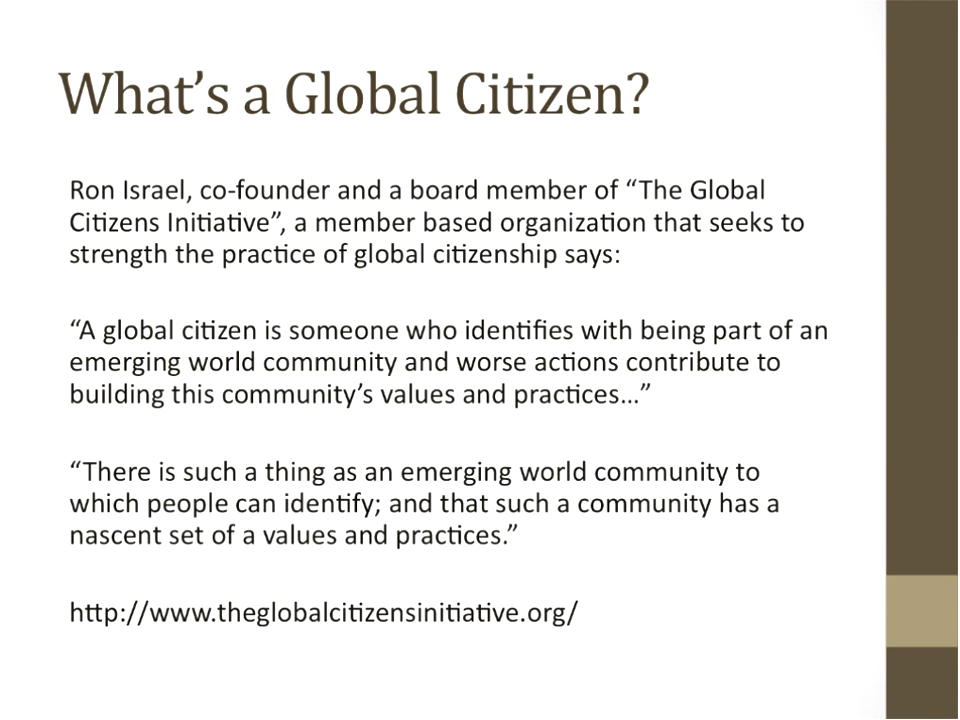 What’s a Global Citizen?
Ron Israel, co-founder and a board member of “The Global
Citizens Initiative”, a member based organization that seeks to
strength the practice of global citizenship says:
“A global citizen is someone who identifies with being part of an
emerging world community and worse actions contribute to
building this community’s values and practices…”
“There is such a thing as an emerging world community to
which people can identify; and that such a community has a
nascent set of a values and practices.”
http://www.theglobalcitizensinitiative.org/